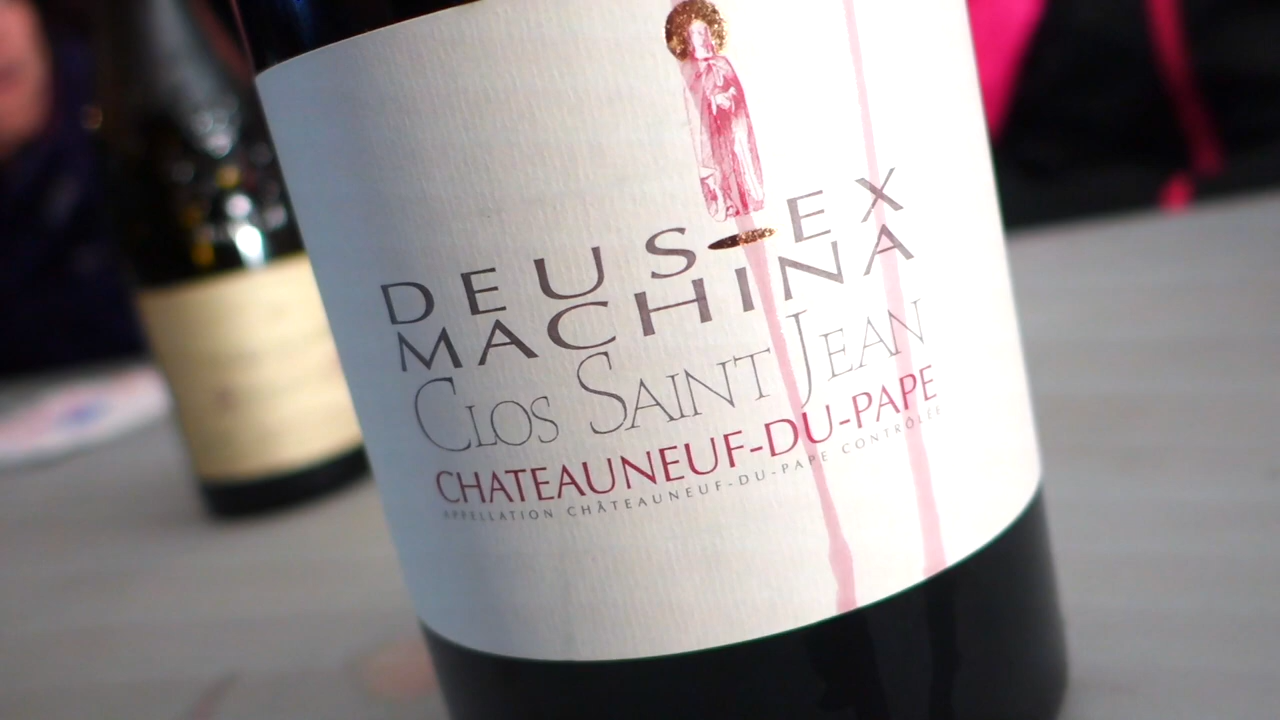 DEUS-EX
MACHINA
CLOS SAINT JEAN
CHATEAUNEUF-DU-PAPE
APPELLATION CHÂTEAUNEUF-DU-PAPE CONTRÔLÉE